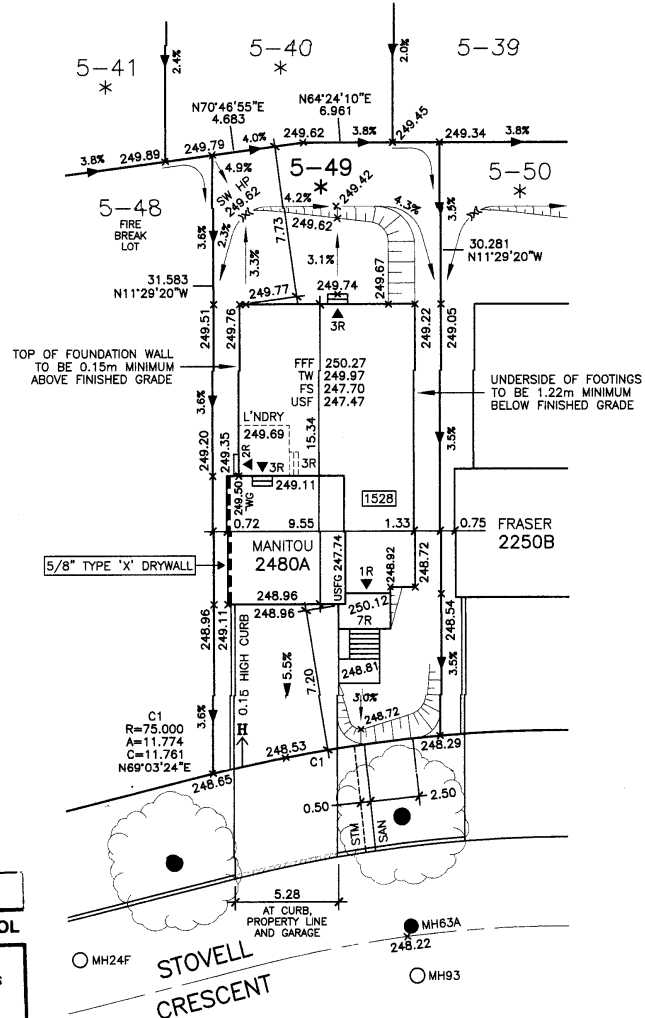 5-41
*
5-40
*
5-39
2.4%
2.0%
N70°46'55"E
4.683
N64°24'10"E
6.961
3.8%
249.89
249.79
4.0%
249.62
3.8%
249.45
249.34
3.8%
4.9%
SW HP
249.62
5-49
*
249.42
5-50
*
5-48
FIRE
BREAK
LOT
2.3%
4.2%
249.62
4.3%
3.6%
3.3%
7.73
3.1%
249.67
3.5%
30.281
N11°29'20"W
31.583
N11°29'20"W
249.77
249.74
249.51
249.76
3R
249.22
249.05
TOP OF FOUNDATION WALL
TO BE 0.15m MINIMUM
ABOVE FINISHED GRADE
FFF 250.27
TW 249.97
FS 247.70
USF 247.47
UNDERSIDE OF FOOTINGS
TO BE 1.22m MINIMUM
BELOW FINISHED GRADE
3.6%
L'NDRY
249.69
15.34
3.5%
249.20
249.35
2R
3R
3R
249.50
WG
249.11
1528
0.72
9.55
1.33
0.75
FRASER
2250B
MANITOU
2480A
USFG 247.74
5/8" TYPE 'X' DRYWALL
1R
248.92
248.72
248.96
249.11
248.96
248.96
250.12
7R
248.54
0.15 HIGH CURB
5.5%
7.20
248.81
3.5%
3.0%
248.72
C1
R=75.000
A=11.774
C=11.761
N69°03'24"E
3.6%
H
248.65
248.53
C1
248.29
0.50
2.50
STM
SAN
5.28
AT CURB,
PROPERTY LINE
AND GARAGE
OL
S
MH24F
STOVELL
CRESCENT
MH63A
248.22
MH93